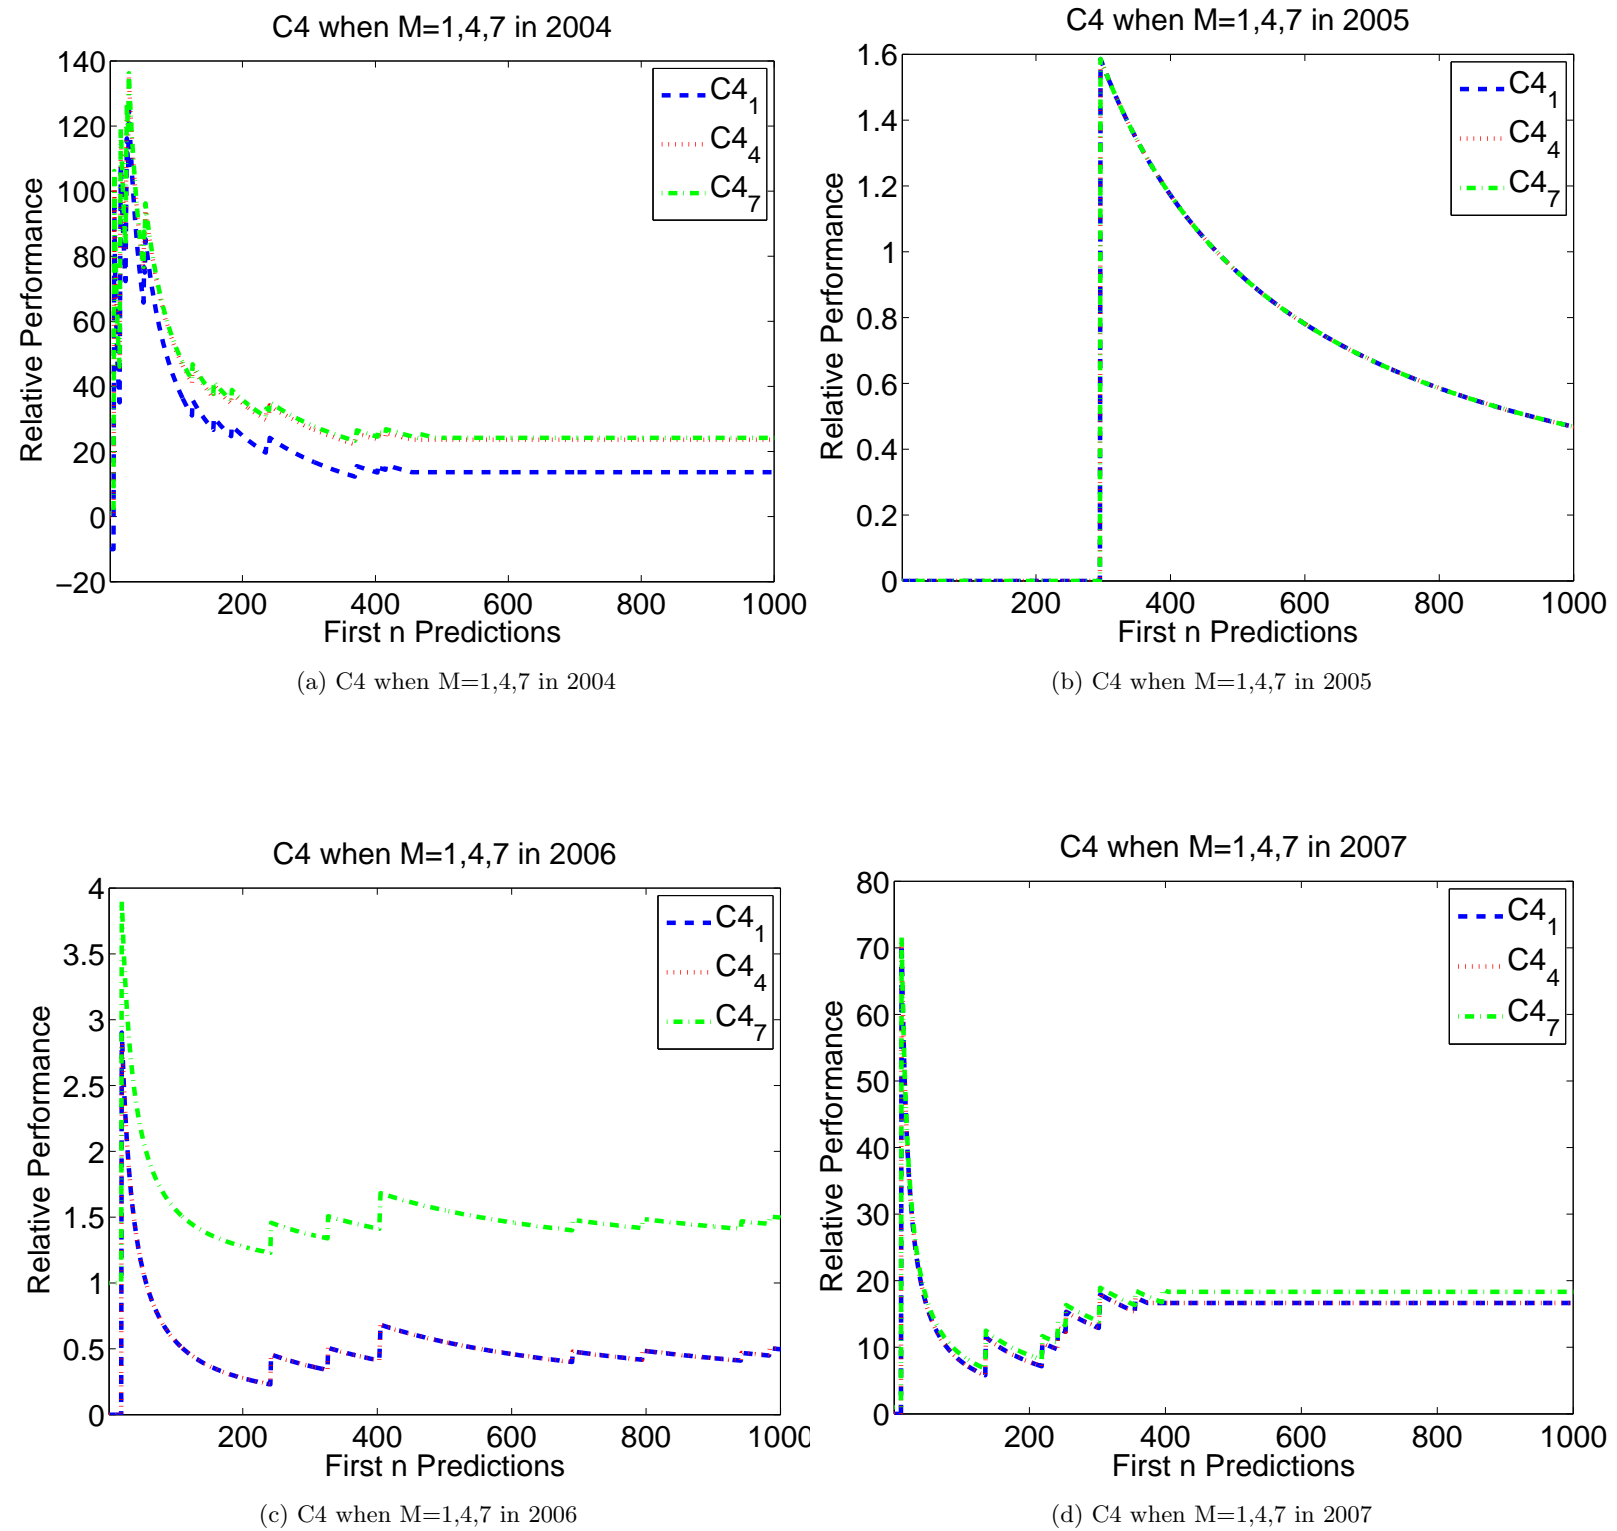 C4 when M=1,4,7 in 2004
140
120
100
80
60
40
20
0
−20
200
400
600
800
1000
Relative Performance
First n Predictions
C4_1
C4_4
C4_7
(a) C4 when M=1,4,7 in 2004
C4 when M=1,4,7 in 2005
1.6
1.4
1.2
1
0.8
0.6
0.4
0.2
0
200
400
600
800
1000
Relative Performance
First n Predictions
C4_1
C4_4
C4_7
(b) C4 when M=1,4,7 in 2005
C4 when M=1,4,7 in 2006
4
3.5
3
2.5
2
1.5
1
0.5
0
200
400
600
800
1000
Relative Performance
First n Predictions
C4_1
C4_4
C4_7
(c) C4 when M=1,4,7 in 2006
C4 when M=1,4,7 in 2007
80
70
60
50
40
30
20
10
0
200
400
600
800
1000
Relative Performance
First n Predictions
C4_1
C4_4
C4_7
(d) C4 when M=1,4,7 in 2007